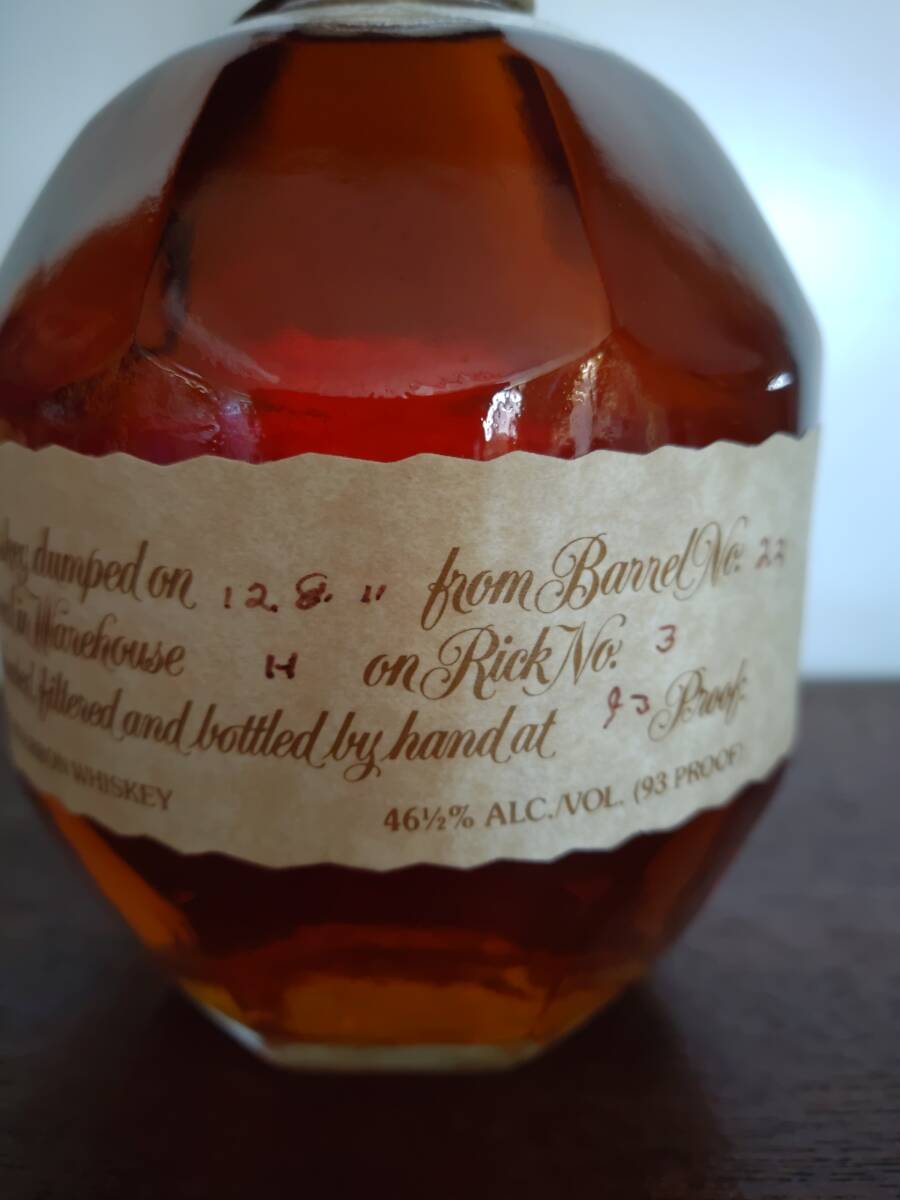 dumped on 12. 8. 11 from Barrel No: 22
Warehouse H on Rick No: 3
filtered and bottled by hand at 93 Proof.
WHISKEY 46½% ALC./VOL. (93 PROOF)